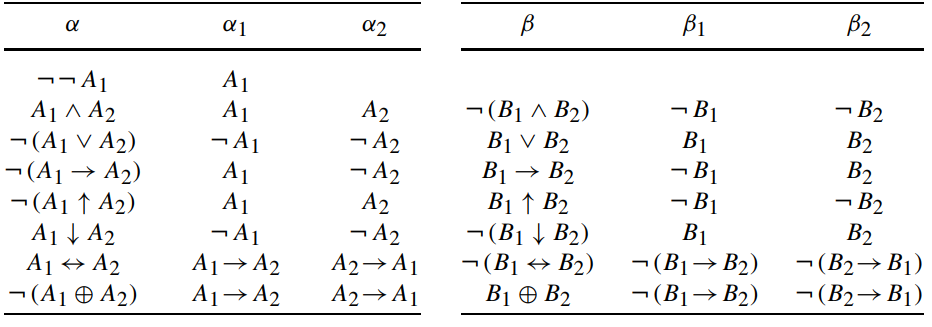 α α₁ α₂ β β₁ β₂
¬¬A₁ A₁
A₁ ∧ A₂ A₁ A₂ ¬(B₁ ∧ B₂) ¬B₁ ¬B₂
¬(A₁ ∨ A₂) ¬A₁ ¬A₂ B₁ ∨ B₂ B₁ B₂
¬(A₁ → A₂) A₁ ¬A₂ B₁ → B₂ ¬B₁ B₂
¬(A₁ ↑ A₂) A₁ A₂ B₁ ↑ B₂ ¬B₁ ¬B₂
A₁ ↓ A₂ ¬A₁ ¬A₂ ¬(B₁ ↓ B₂) B₁ B₂
A₁ ↔ A₂ A₁→A₂ A₂→A₁ ¬(B₁ ↔ B₂) ¬(B₁→B₂) ¬(B₂→B₁)
¬(A₁ ⊕ A₂) A₁→A₂ A₂→A₁ B₁ ⊕ B₂ ¬(B₁→B₂) ¬(B₂→B₁)